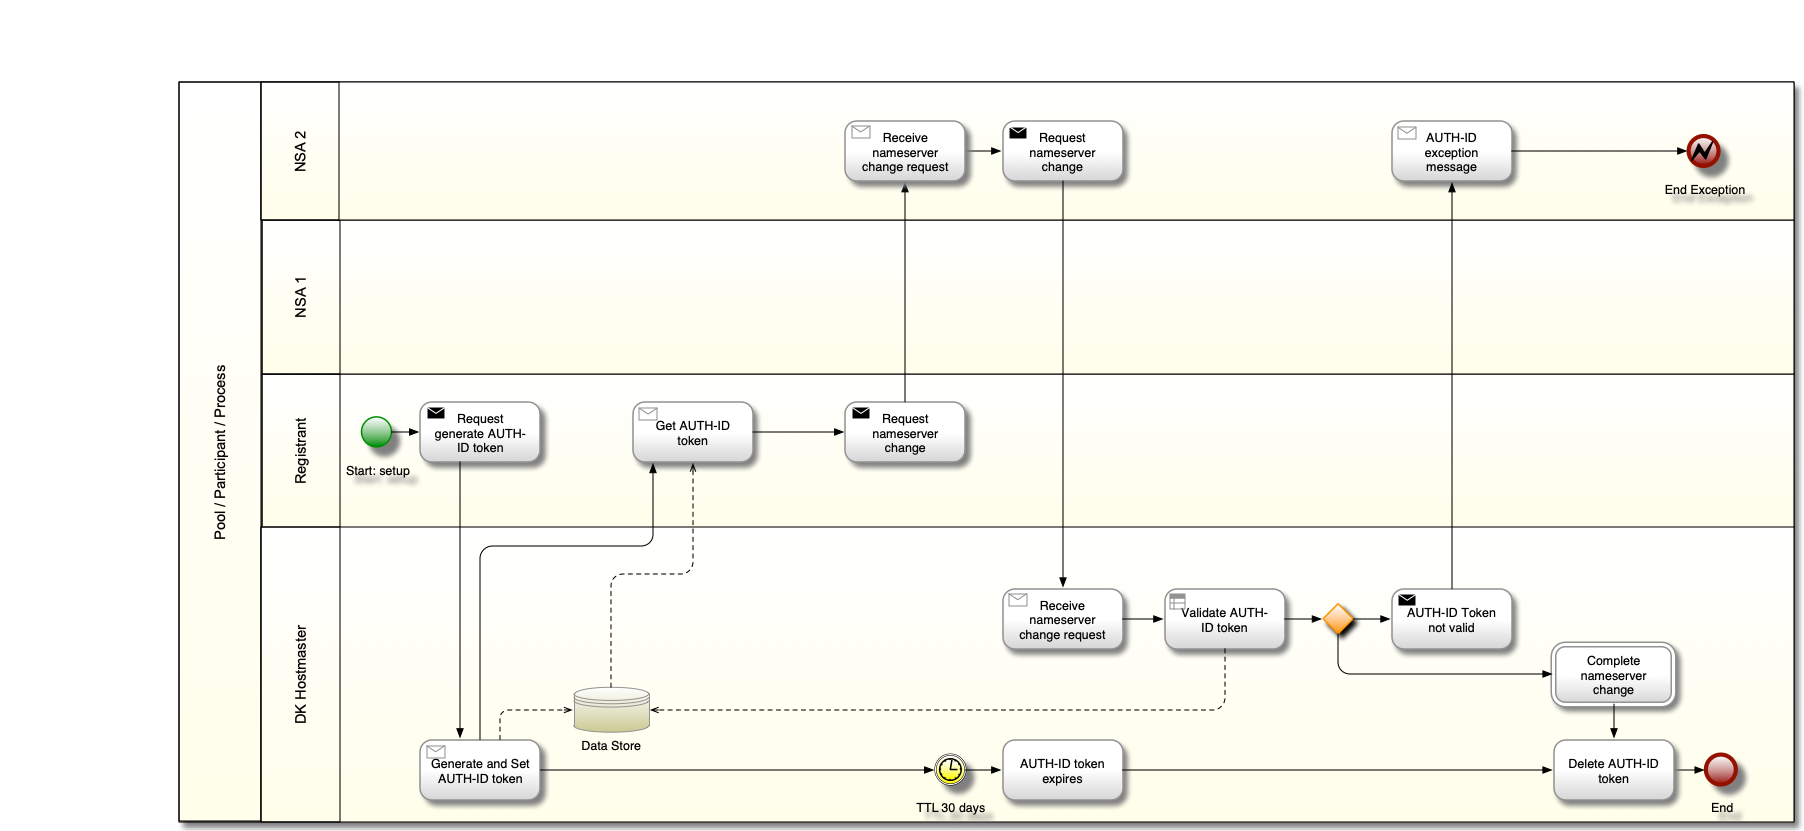 Pool / Participant / Process
NSA 2
Receive
nameserver
change request
Request
nameserver
change
AUTH-ID
exception
message
End Exception
NSA 1
Registrant
Start: setup
Request
generate AUTH-
ID token
Get AUTH-ID
token
Request
nameserver
change
DK Hostmaster
Receive
nameserver
change request
Validate AUTH-
ID token
AUTH-ID Token
not valid
Complete
nameserver
change
Data Store
Generate and Set
AUTH-ID token
TTL 30 days
AUTH-ID token
expires
Delete AUTH-ID
token
End